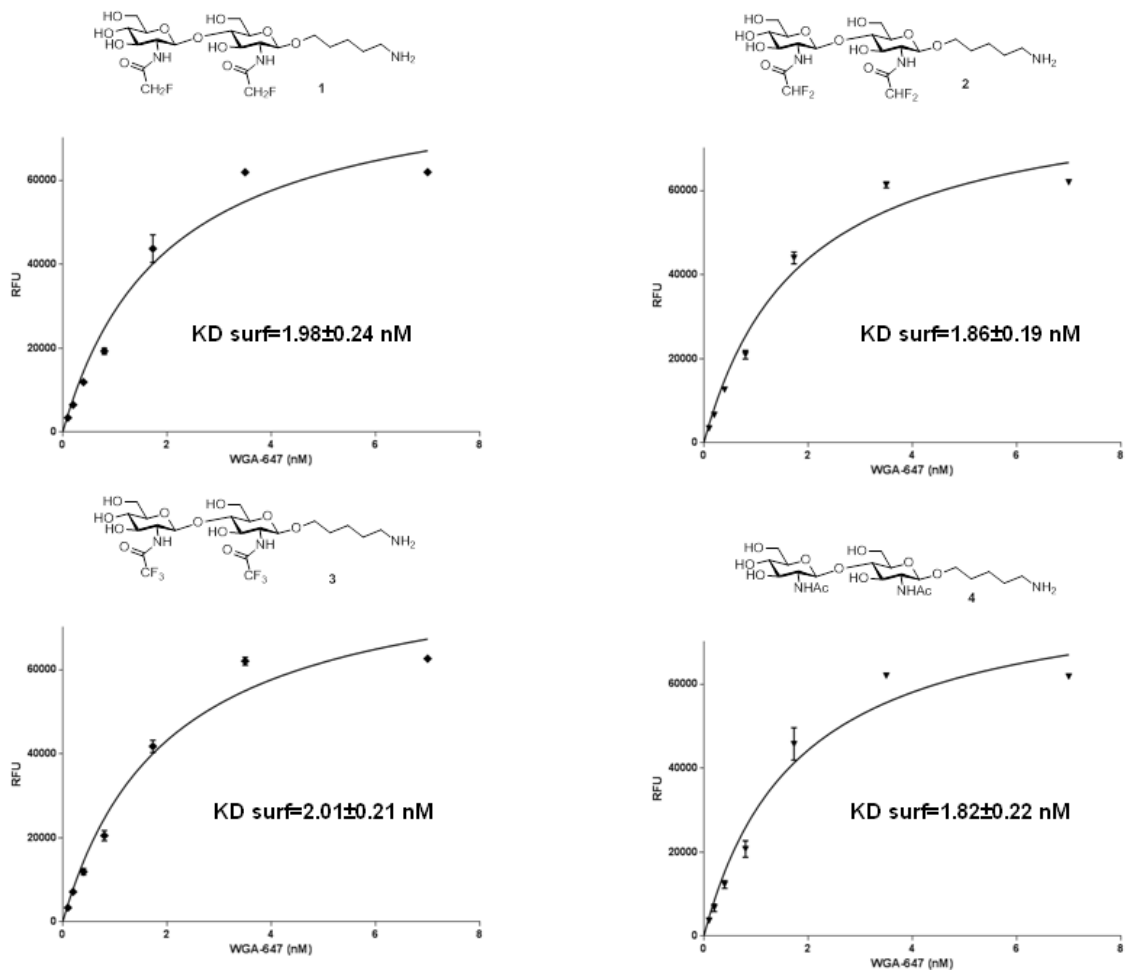 HO
HO
HO
O
O
HO
HO
O
O
NH
NH
NH2
O
O
CH2F
CH2F
1
HO
HO
HO
O
O
HO
HO
O
O
NH
NH
NH2
O
O
CHF2
CHF2
2
60000
40000
20000
0
RFU
KD surf=1.98±0.24 nM
0 2 4 6 8
WGA-647 (nM)
60000
40000
20000
0
RFU
KD surf=1.86±0.19 nM
0 2 4 6 8
WGA-647 (nM)
HO
HO
HO
O
O
HO
HO
O
O
NH
NH
NH2
O
O
CF3
CF3
3
HO
HO
HO
O
O
HO
HO
O
O
NHAc
NHAc
NH2
4
60000
40000
20000
0
RFU
KD surf=2.01±0.21 nM
0 2 4 6 8
WGA-647 (nM)
60000
40000
20000
0
RFU
KD surf=1.82±0.22 nM
0 2 4 6 8
WGA-647 (nM)